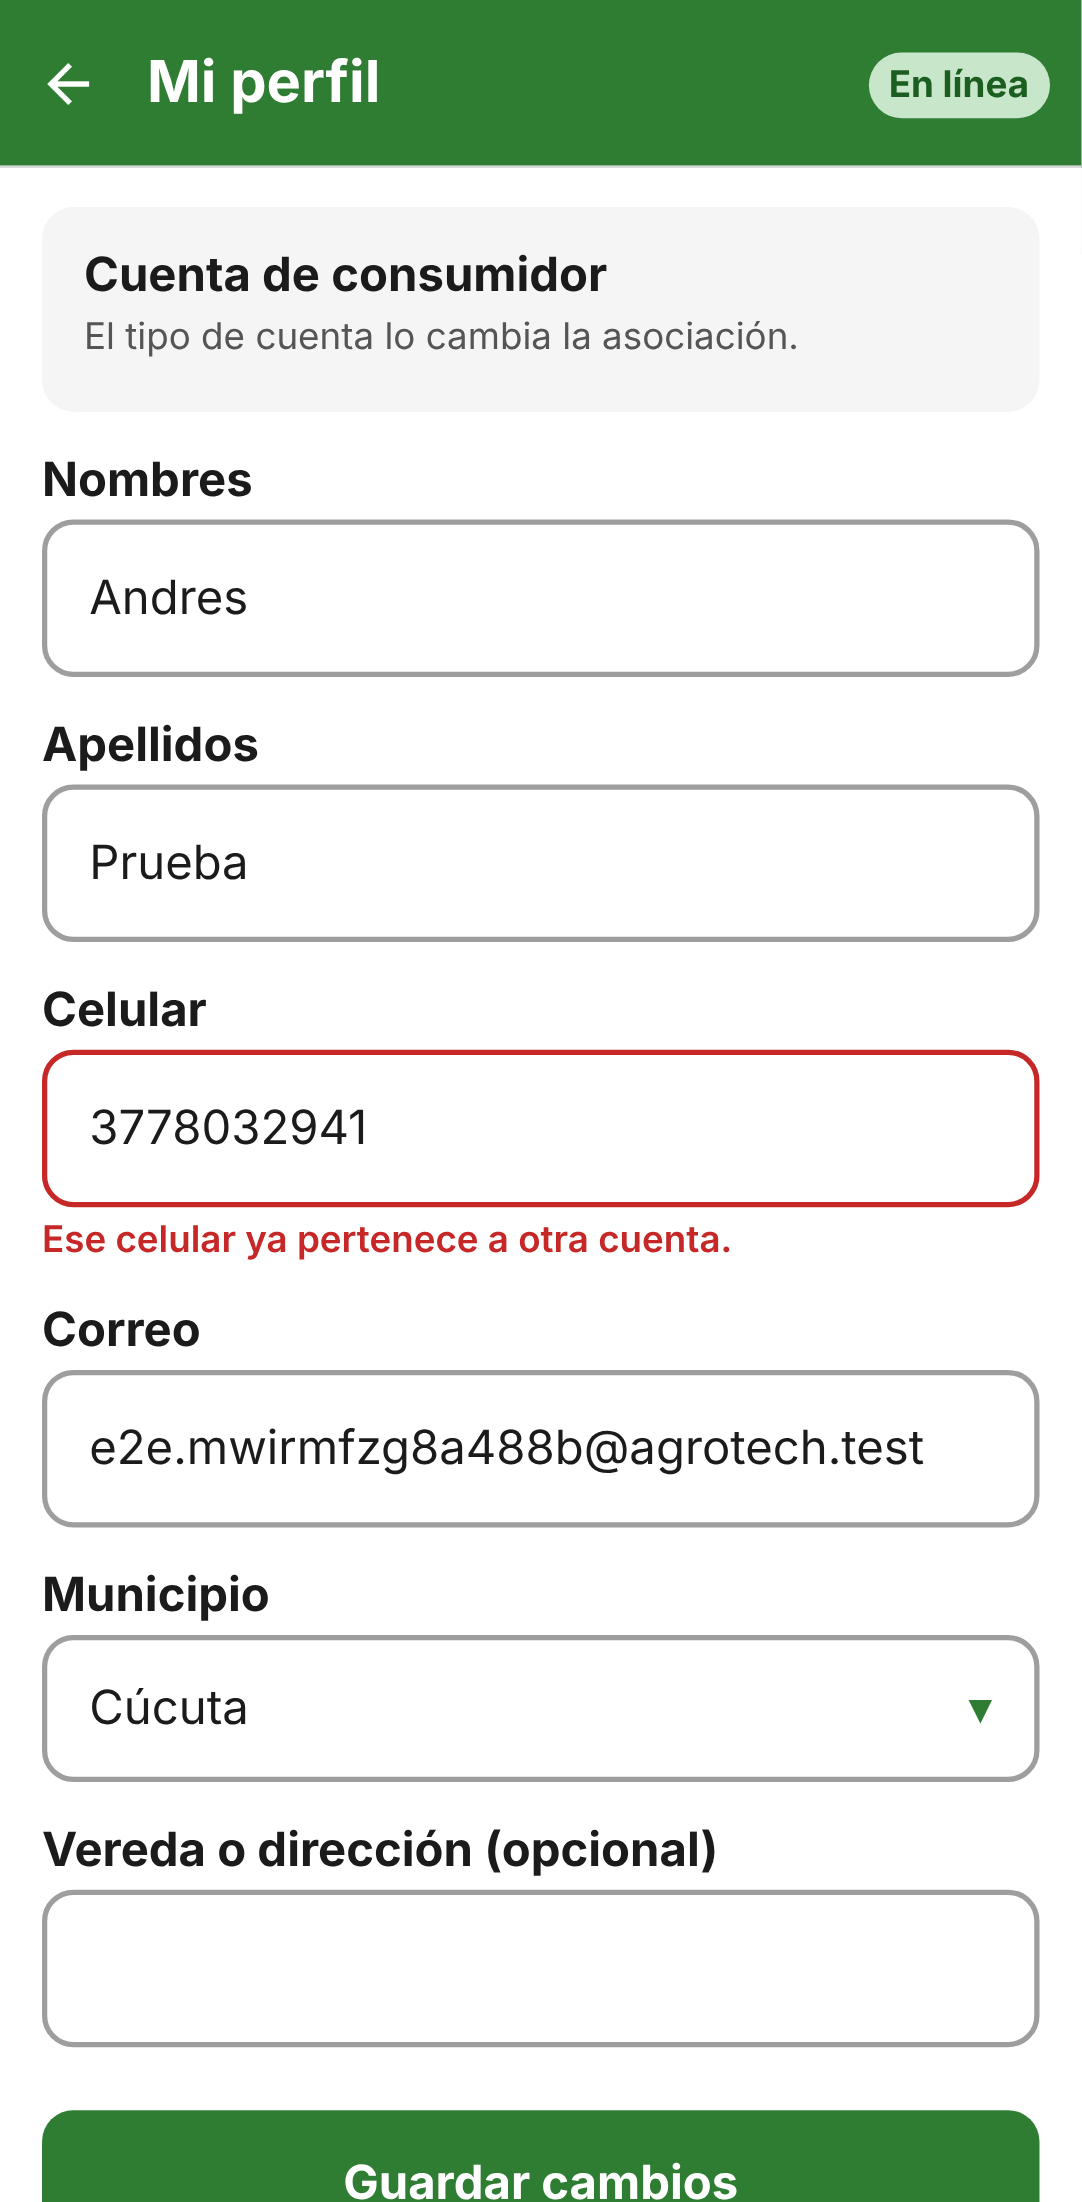 Mi perfil
En línea
Cuenta de consumidor
El tipo de cuenta lo cambia la asociación.
Nombres
Andres
Apellidos
Prueba
Celular
3778032941
Ese celular ya pertenece a otra cuenta.
Correo
e2e.mwirmfzg8a488b@agrotech.test
Municipio
Cúcuta
Vereda o dirección (opcional)
Guardar cambios